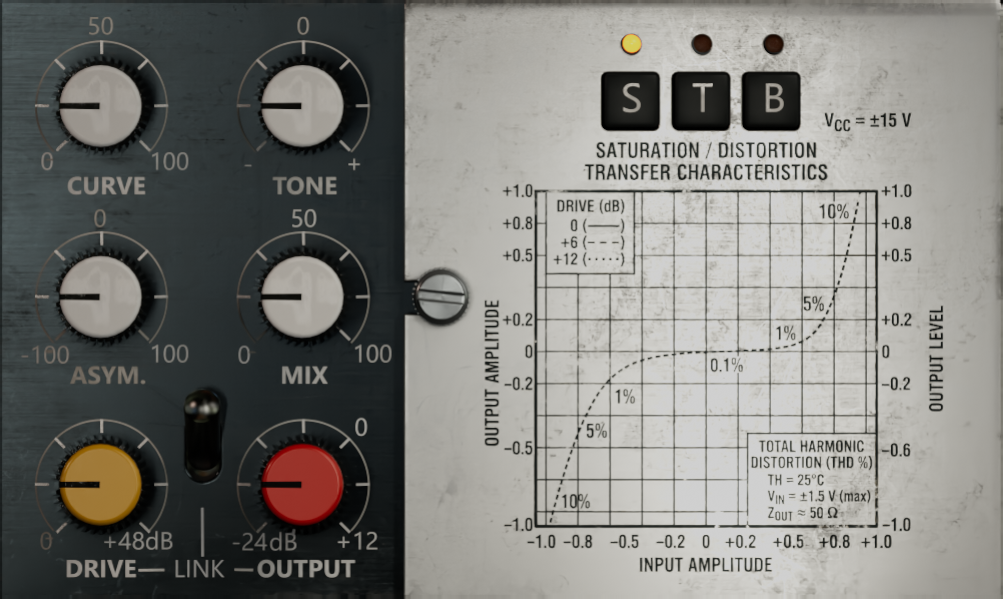 50
0
0
100
-
+
CURVE
TONE
0
50
-100
100
0
100
ASYM.
MIX
0
0
+48dB
-24dB
+12
DRIVE
LINK
OUTPUT
S
T
B
VCC = ±15 V
SATURATION / DISTORTION
TRANSFER CHARACTERISTICS
DRIVE (dB)
0 (——)
+6 (- - -)
+12 (·····)
+1.0
+0.8
+0.5
+0.2
0
-0.2
-0.5
-1.0
OUTPUT AMPLITUDE
10%
5%
1%
0.1%
1%
5%
10%
+1.0
+0.8
+0.5
+0.2
0
-0.2
-0.6
-1.0
OUTPUT LEVEL
TOTAL HARMONIC
DISTORTION (THD %)
TH = 25°C
VIN = ±1.5 V (max)
ZOUT ≈ 50 Ω
-1.0 -0.8 -0.5 -0.2 0 +0.2 +0.5 +0.8 +1.0
INPUT AMPLITUDE